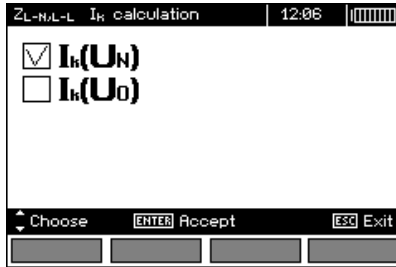 ZL-N,L-L Ik calculation 12:06
Ik(UN)
Ik(U0)
Choose ENTER Accept ESC Exit